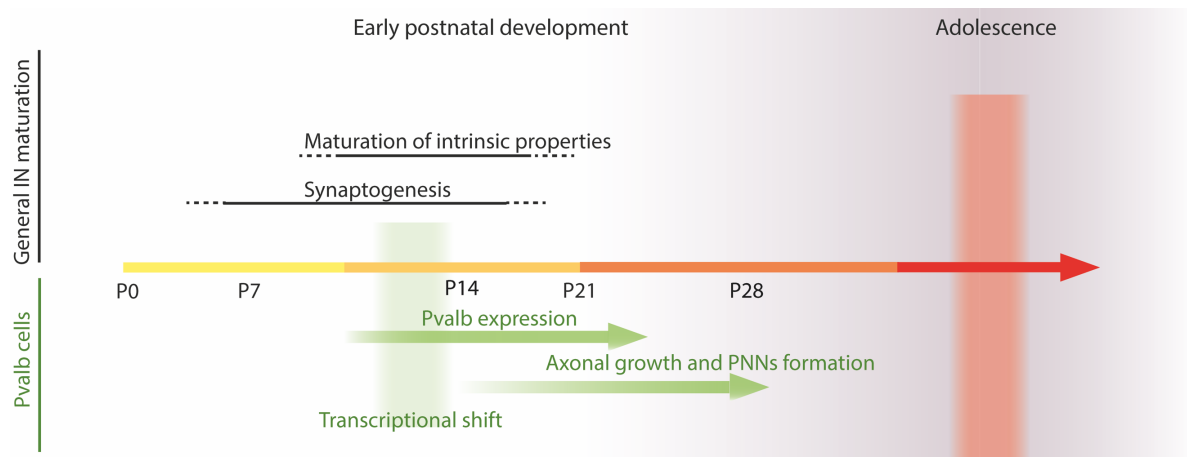 Early postnatal development
Adolescence
General IN maturation
Maturation of intrinsic properties
Synaptogenesis
P0
P7
P14
P21
P28
Pvalb cells
Pvalb expression
Axonal growth and PNNs formation
Transcriptional shift